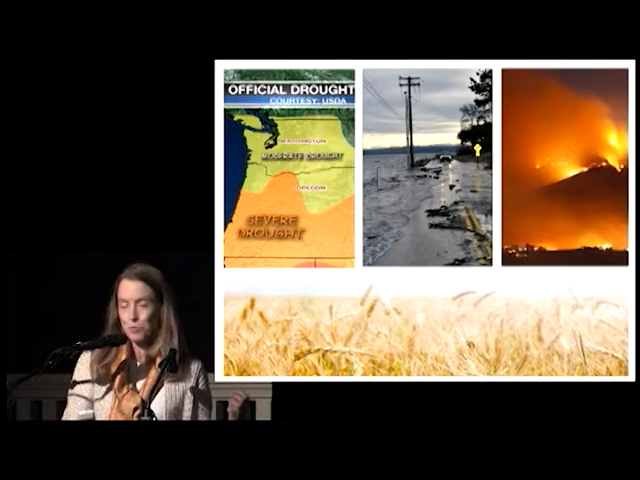 OFFICIAL DROUGHT
COURTESY: USDA
WASHINGTON
MODERATE DROUGHT
OREGON
SEVERE
DROUGHT